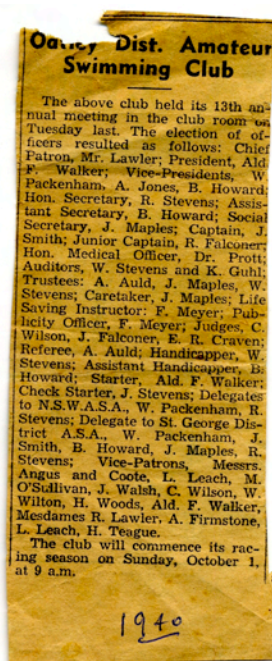 Oatley Dist. Amateur
Swimming Club
The above club held its 13th an-
nual meeting in the club room on
Tuesday last. The election of of-
ficers resulted as follows: Chief
Patron, Mr. Lawler; President, Ald
F. Walker; Vice-Presidents, W.
Packenham, A. Jones, B. Howard;
Hon. Secretary, R. Stevens; Assis-
tant Secretary, B. Howard; Social
Secretary, J. Maples; Captain, J.
Smith; Junior Captain, R. Falconer;
Hon. Medical Officer, Dr. Prott;
Auditors, W. Stevens and K. Guhl;
Trustees: A. Auld, J. Maples, W.
Stevens; Caretaker, J. Maples; Life
Saving Instructor: F. Meyer; Pub-
licity Officer, F. Meyer; Judges, C.
Wilson, J. Falconer, E. R. Craven;
Referee, A. Auld; Handicapper, W.
Stevens; Assistant Handicapper, B.
Howard; Starter, Ald. F. Walker;
Check Starter, J. Stevens; Delegates
to N.S.W.A.S.A., W. Packenham, R.
Stevens; Delegate to St. George Dis-
trict A.S.A., W. Packenham, J.
Smith, B. Howard, J. Maples, R.
Stevens; Vice-Patrons, Messrs.
Angus and Coote, L. Leach, M.
O'Sullivan, J. Walsh, C. Wilson, W.
Wilton, H. Woods, Ald. F. Walker,
Mesdames R. Lawler, A. Firmstone,
L. Leach, H. Teague.
The club will commence its rac-
ing season on Sunday, October 1,
at 9 a.m.
1940